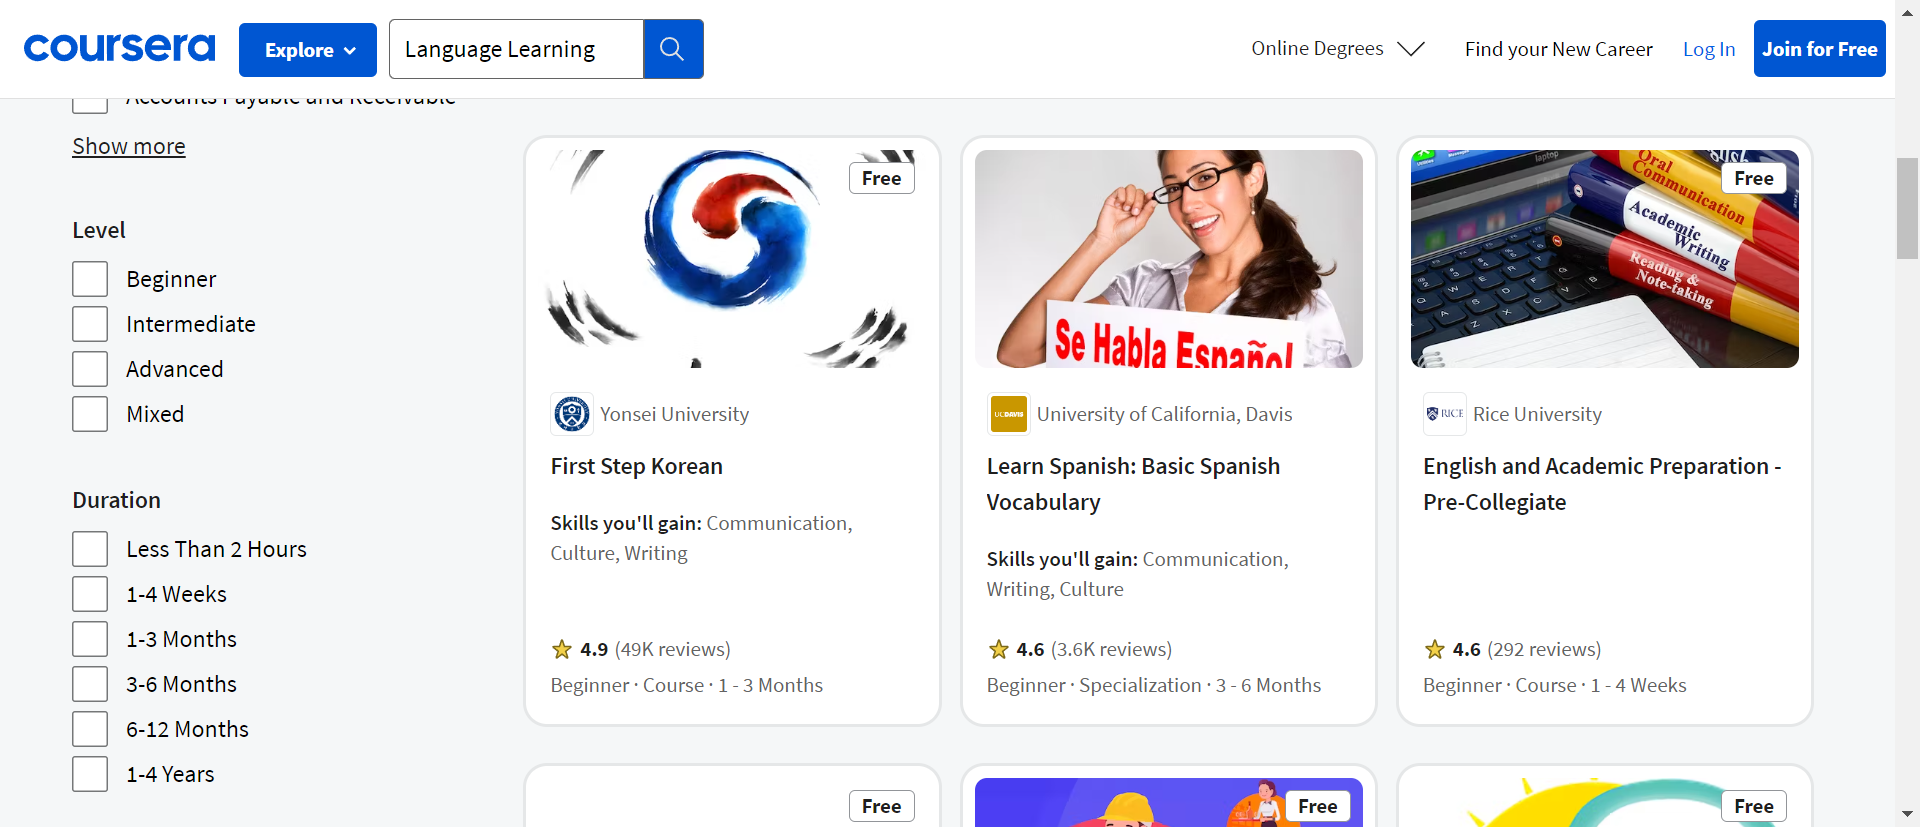 coursera
Explore
Language Learning
Online Degrees
Find your New Career
Log In
Join for Free
Accounts Payable and Receivable
Show more
Level
Beginner
Intermediate
Advanced
Mixed
Duration
Less Than 2 Hours
1-4 Weeks
1-3 Months
3-6 Months
6-12 Months
1-4 Years
Free
Yonsei University
First Step Korean
Skills you'll gain: Communication,
Culture, Writing
4.9 (49K reviews)
Beginner · Course · 1 - 3 Months
Se Habla Español
UCDAVIS
University of California, Davis
Learn Spanish: Basic Spanish
Vocabulary
Skills you'll gain: Communication,
Writing, Culture
4.6 (3.6K reviews)
Beginner · Specialization · 3 - 6 Months
laptop
Free
Oral
Communication
Academic
Writing
Reading &
Note-taking
RICE
Rice University
English and Academic Preparation -
Pre-Collegiate
4.6 (292 reviews)
Beginner · Course · 1 - 4 Weeks
Free
Free
Free